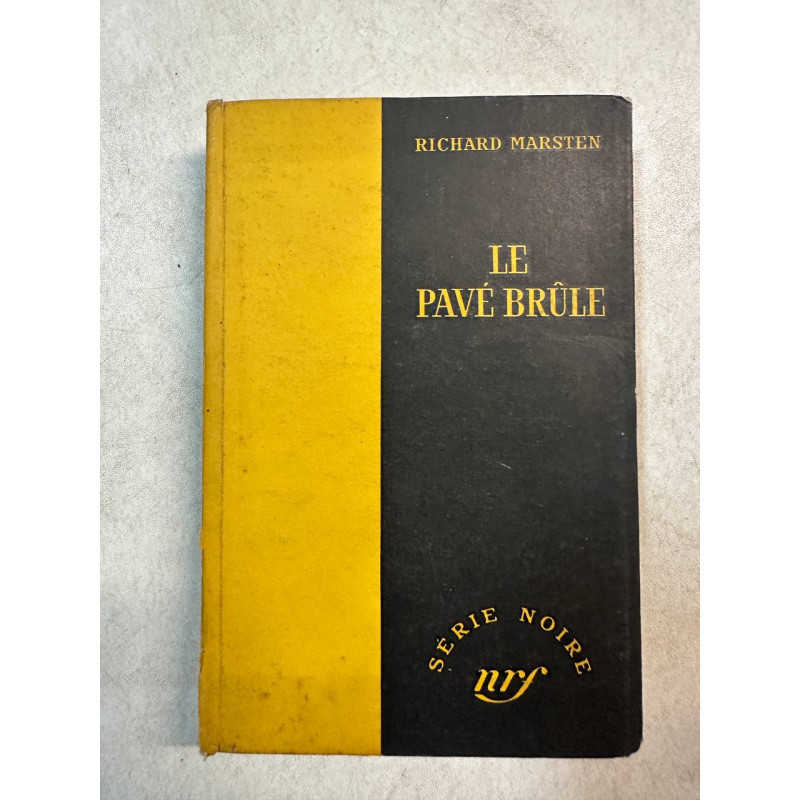 RICHARD MARSTEN
LE
PAVÉ BRÛLE
SÉRIE NOIRE
nrf